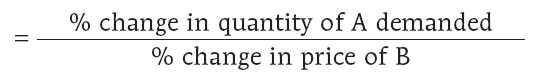 = % change in quantity of A demanded
% change in price of B